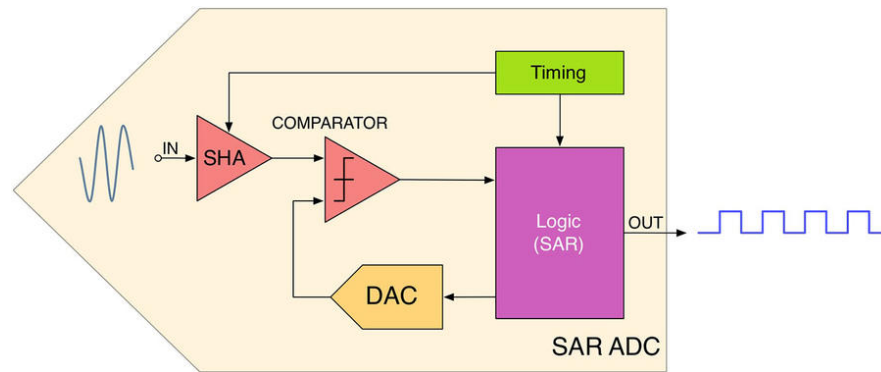 Timing
COMPARATOR
IN
SHA
Logic
(SAR)
OUT
DAC
SAR ADC